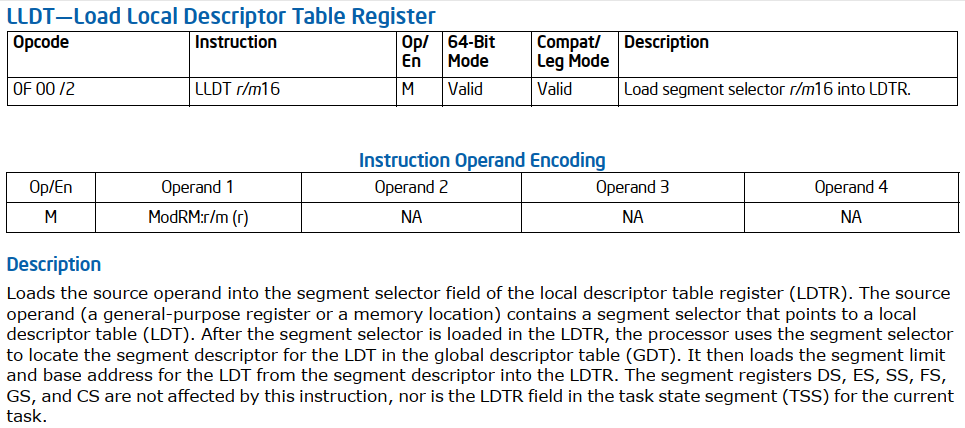 LLDT—Load Local Descriptor Table Register
Opcode Instruction Op/ 64-Bit Compat/ Description
En Mode Leg Mode
0F 00 /2 LLDT r/m16 M Valid Valid Load segment selector r/m16 into LDTR.
Instruction Operand Encoding
Op/En Operand 1 Operand 2 Operand 3 Operand 4
M ModRM:r/m (r) NA NA NA
Description
Loads the source operand into the segment selector field of the local descriptor table register (LDTR). The source
operand (a general-purpose register or a memory location) contains a segment selector that points to a local
descriptor table (LDT). After the segment selector is loaded in the LDTR, the processor uses the segment selector
to locate the segment descriptor for the LDT in the global descriptor table (GDT). It then loads the segment limit
and base address for the LDT from the segment descriptor into the LDTR. The segment registers DS, ES, SS, FS,
GS, and CS are not affected by this instruction, nor is the LDTR field in the task state segment (TSS) for the current
task.